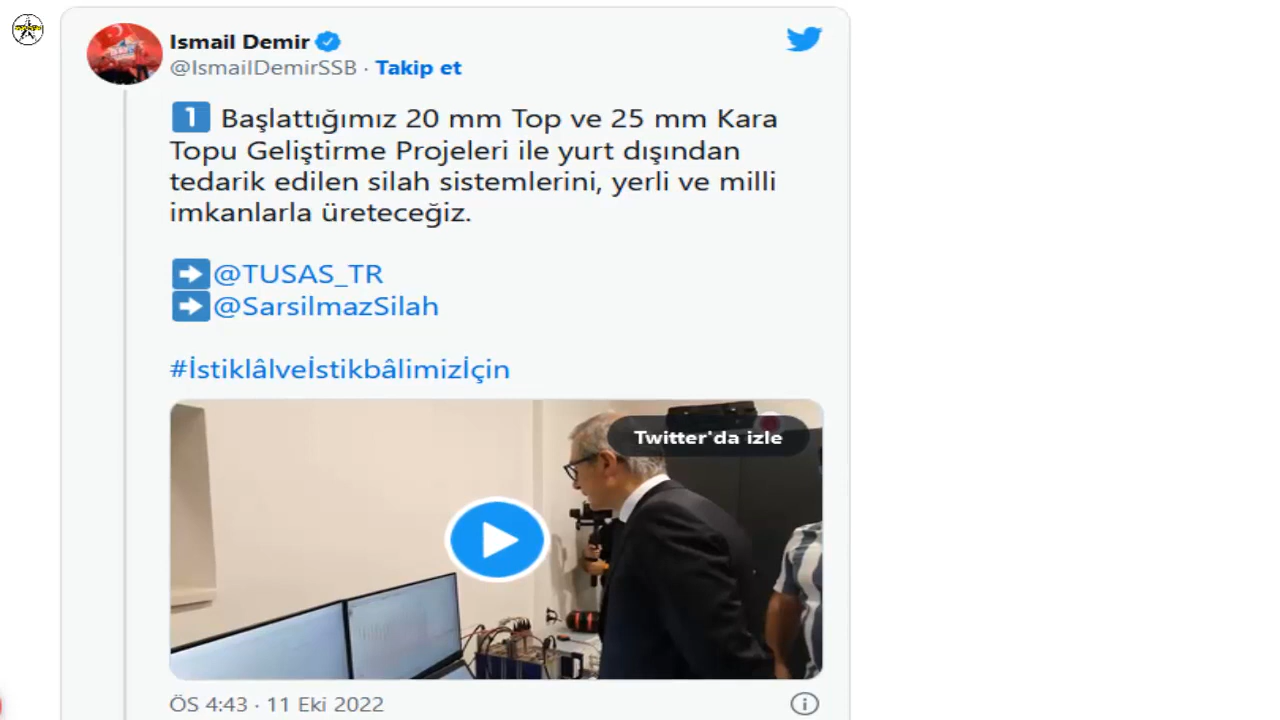 Ismail Demir
@IsmailDemirSSB · Takip et
1 Başlattığımız 20 mm Top ve 25 mm Kara
Topu Geliştirme Projeleri ile yurt dışından
tedarik edilen silah sistemlerini, yerli ve milli
imkanlarla üreteceğiz.
➡@TUSAS_TR
➡@SarsilmazSilah
#İstiklâlveİstikbâlimizİçin
Twitter'da izle
ÖS 4:43 · 11 Eki 2022